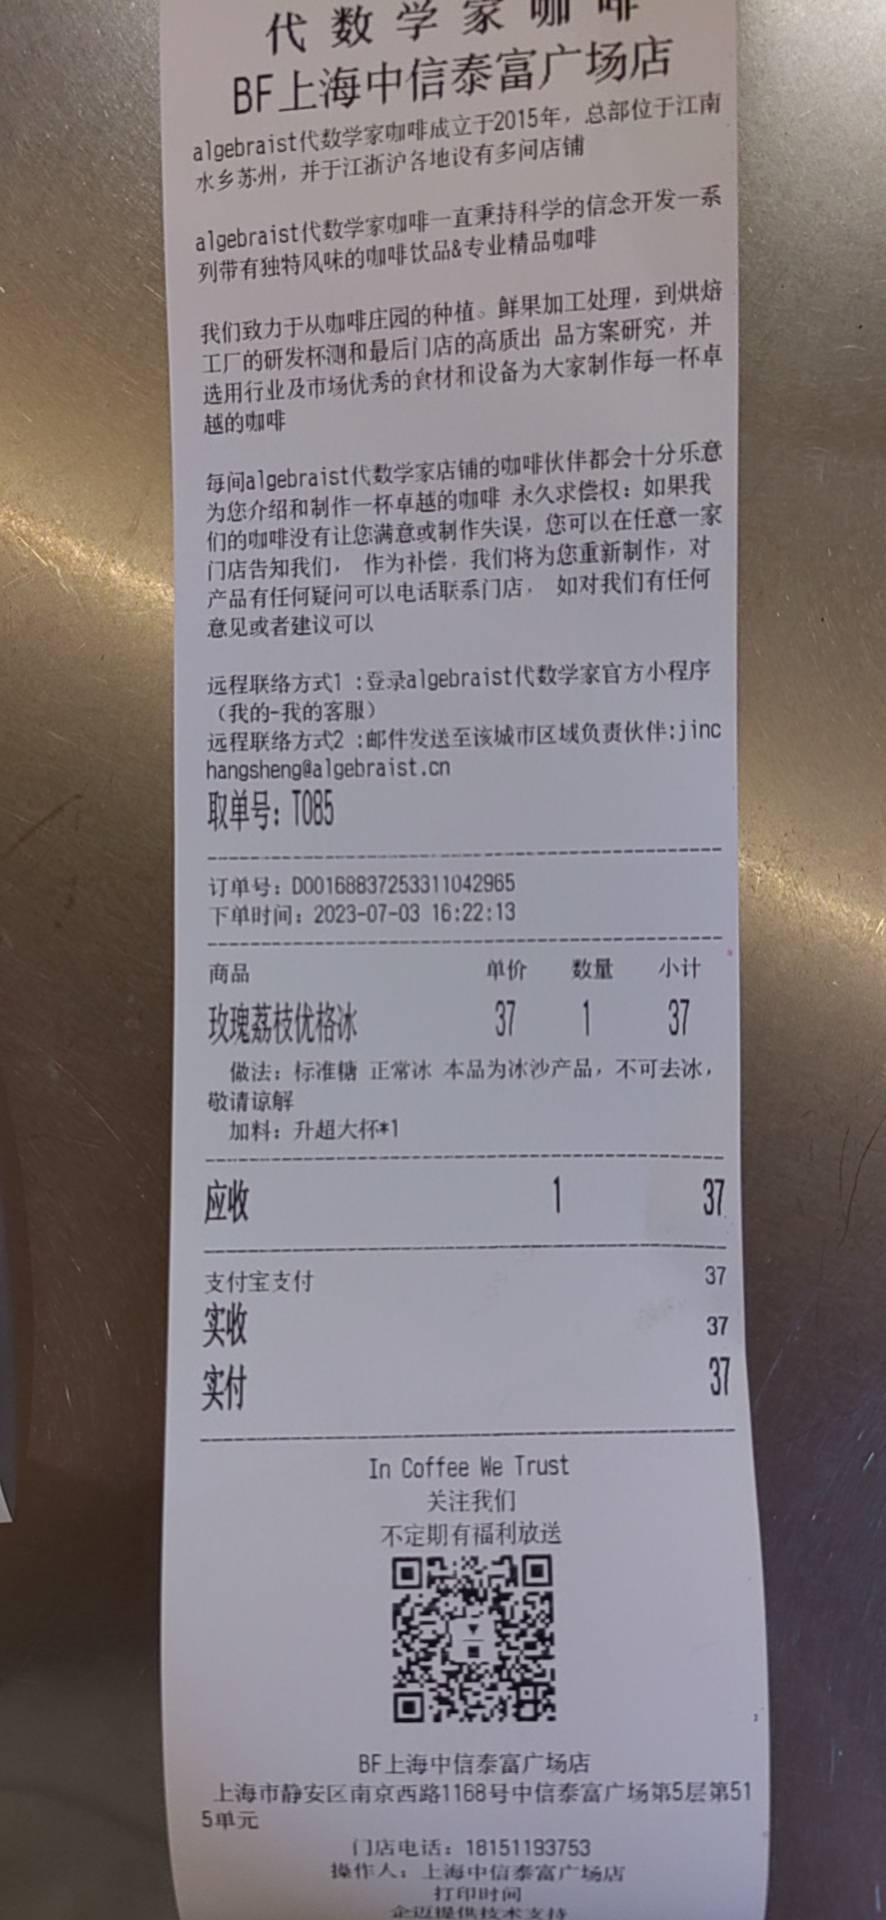 代数学家咖啡
BF上海中信泰富广场店
algebraist代数学家咖啡成立于2015年，总部位于江南
水乡苏州，并于江浙沪各地设有多间店铺
algebraist代数学家咖啡一直秉持科学的信念开发一系
列带有独特风味的咖啡饮品&专业精品咖啡
我们致力于从咖啡庄园的种植。鲜果加工处理，到烘焙
工厂的研发杯测和最后门店的高质出 品方案研究，并
选用行业及市场优秀的食材和设备为大家制作每一杯卓
越的咖啡
每间algebraist代数学家店铺的咖啡伙伴都会十分乐意
为您介绍和制作一杯卓越的咖啡 永久求偿权：如果我
们的咖啡没有让您满意或制作失误，您可以在任意一家
门店告知我们， 作为补偿，我们将为您重新制作，对
产品有任何疑问可以电话联系门店， 如对我们有任何
意见或者建议可以
远程联络方式1 :登录algebraist代数学家官方小程序
（我的-我的客服）
远程联络方式2 :邮件发送至该城市区域负责伙伴:jinc
hangsheng@algebraist.cn
取单号：T085
订单号：D00168837253311042965
下单时间：2023-07-03 16:22:13
商品 单价 数量 小计
玫瑰荔枝优格冰 37 1 37
做法：标准糖 正常冰 本品为冰沙产品，不可去冰，
敬请谅解
加料：升超大杯*1
应收 1 37
支付宝支付 37
实收 37
实付 37
In Coffee We Trust
关注我们
不定期有福利放送
BF上海中信泰富广场店
上海市静安区南京西路1168号中信泰富广场第5层第51
5单元
门店电话：18151193753
操作人：上海中信泰富广场店
打印时间
企迈提供技术支持